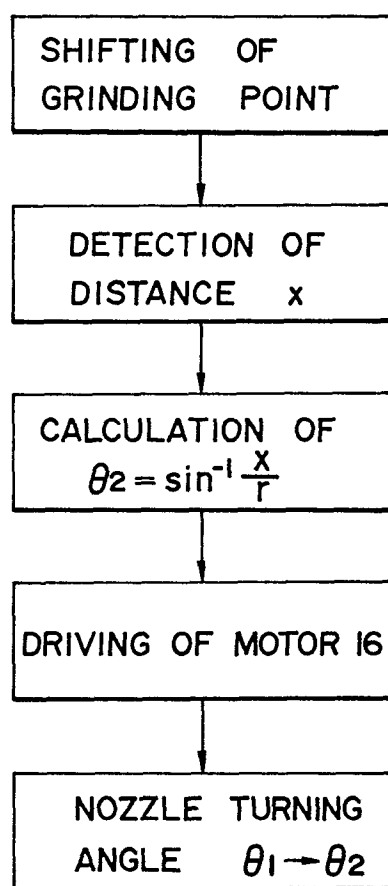 SHIFTING OF
GRINDING POINT
DETECTION OF
DISTANCE x
CALCULATION OF
θ2 = sin⁻¹ x/r
DRIVING OF MOTOR 16
NOZZLE TURNING
ANGLE θ1→θ2